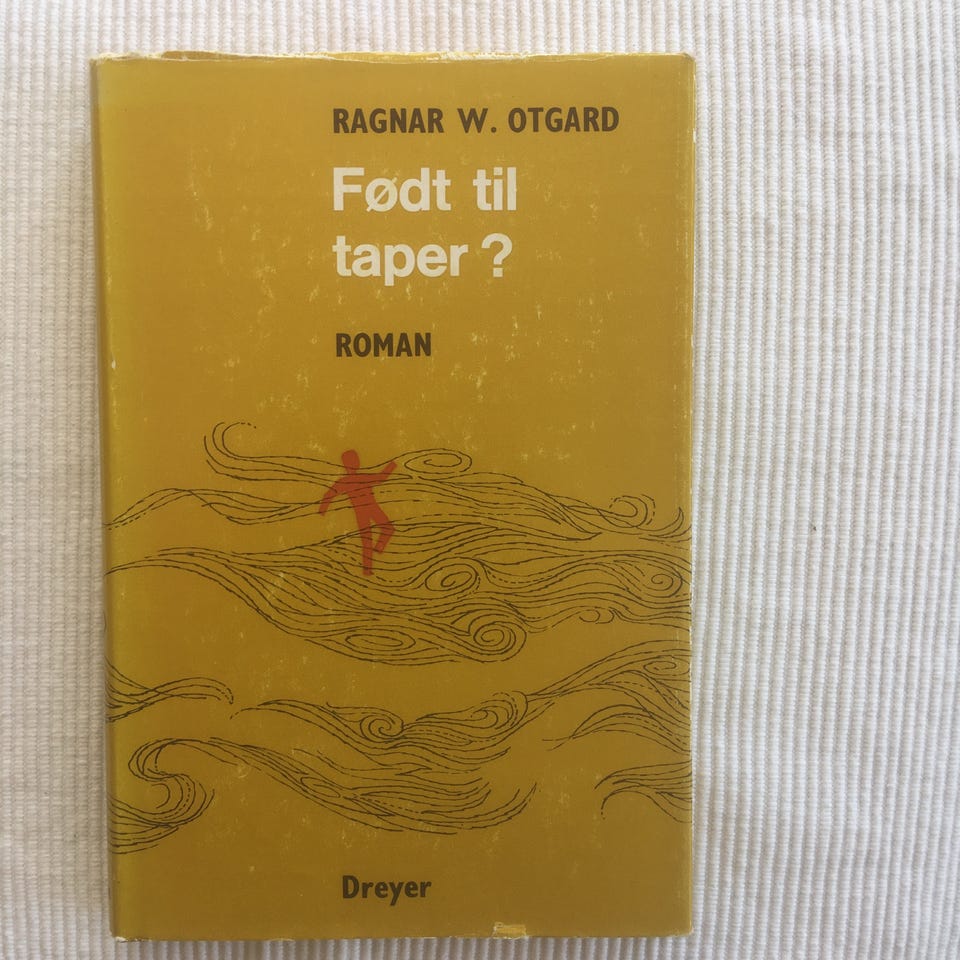 RAGNAR W. OTGARD
Født til
taper ?
ROMAN
Dreyer